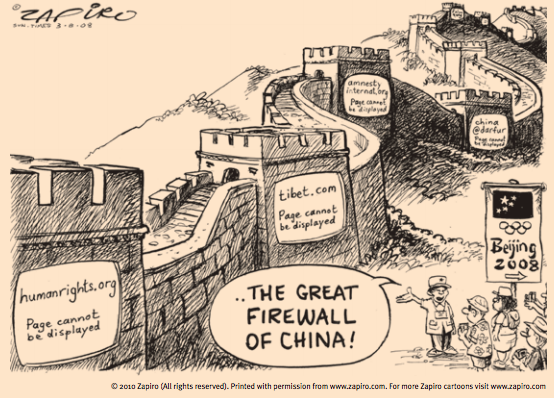 © ZAPIRO
SUN. TIMES 3-8-08
amnesty
internat.org
Page cannot
be displayed
china
@darfur
Page cannot
be displayed
tibet.com
Page cannot
be displayed
humanrights.org
Page cannot
be displayed
Beijing
2008
..THE GREAT
FIREWALL
OF CHINA!
© 2010 Zapiro (All rights reserved). Printed with permission from www.zapiro.com. For more Zapiro cartoons visit www.zapiro.com